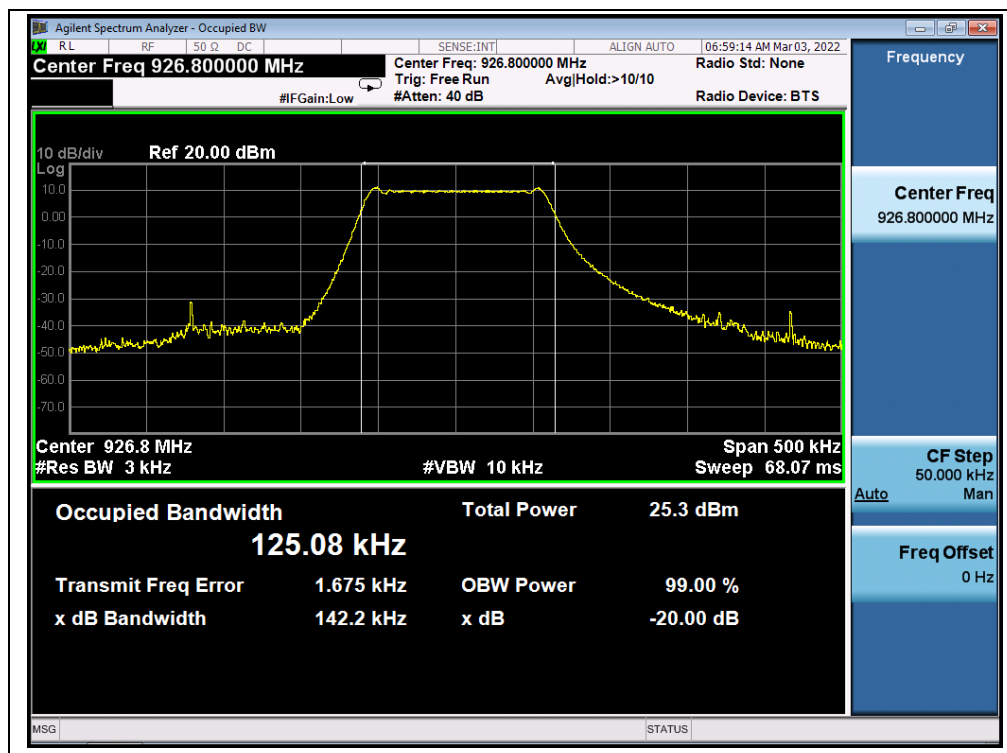 Agilent Spectrum Analyzer - Occupied BW
LXI RL RF 50 Ω DC SENSE:INT ALIGN AUTO 06:59:14 AM Mar 03, 2022
Center Freq 926.800000 MHz
Center Freq: 926.800000 MHz
Radio Std: None
Trig: Free Run Avg|Hold:>10/10
#IFGain:Low
#Atten: 40 dB
Radio Device: BTS
10 dB/div Ref 20.00 dBm
Log
10.0
0.00
-10.0
-20.0
-30.0
-40.0
-50.0
-60.0
-70.0
Center 926.8 MHz Span 500 kHz
#Res BW 3 kHz #VBW 10 kHz Sweep 68.07 ms
Occupied Bandwidth Total Power 25.3 dBm
125.08 kHz
Transmit Freq Error 1.675 kHz OBW Power 99.00 %
x dB Bandwidth 142.2 kHz x dB -20.00 dB
MSG STATUS
Frequency
Center Freq
926.800000 MHz
CF Step
50.000 kHz
Auto Man
Freq Offset
0 Hz